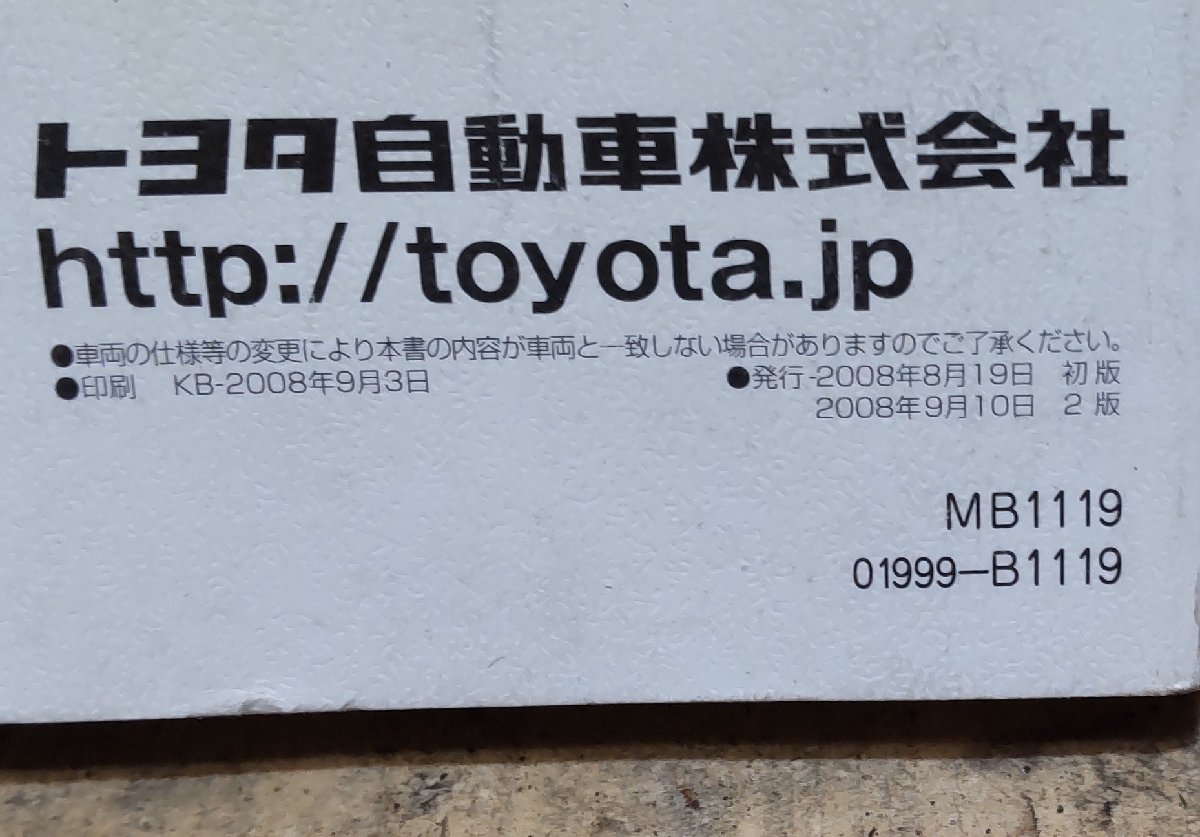 トヨタ自動車株式会社
http://toyota.jp
●車両の仕様等の変更により本書の内容が車両と一致しない場合がありますのでご了承ください。
●印刷 KB-2008年9月3日 ●発行-2008年8月19日 初版
2008年9月10日 2版
MB1119
01999-B1119